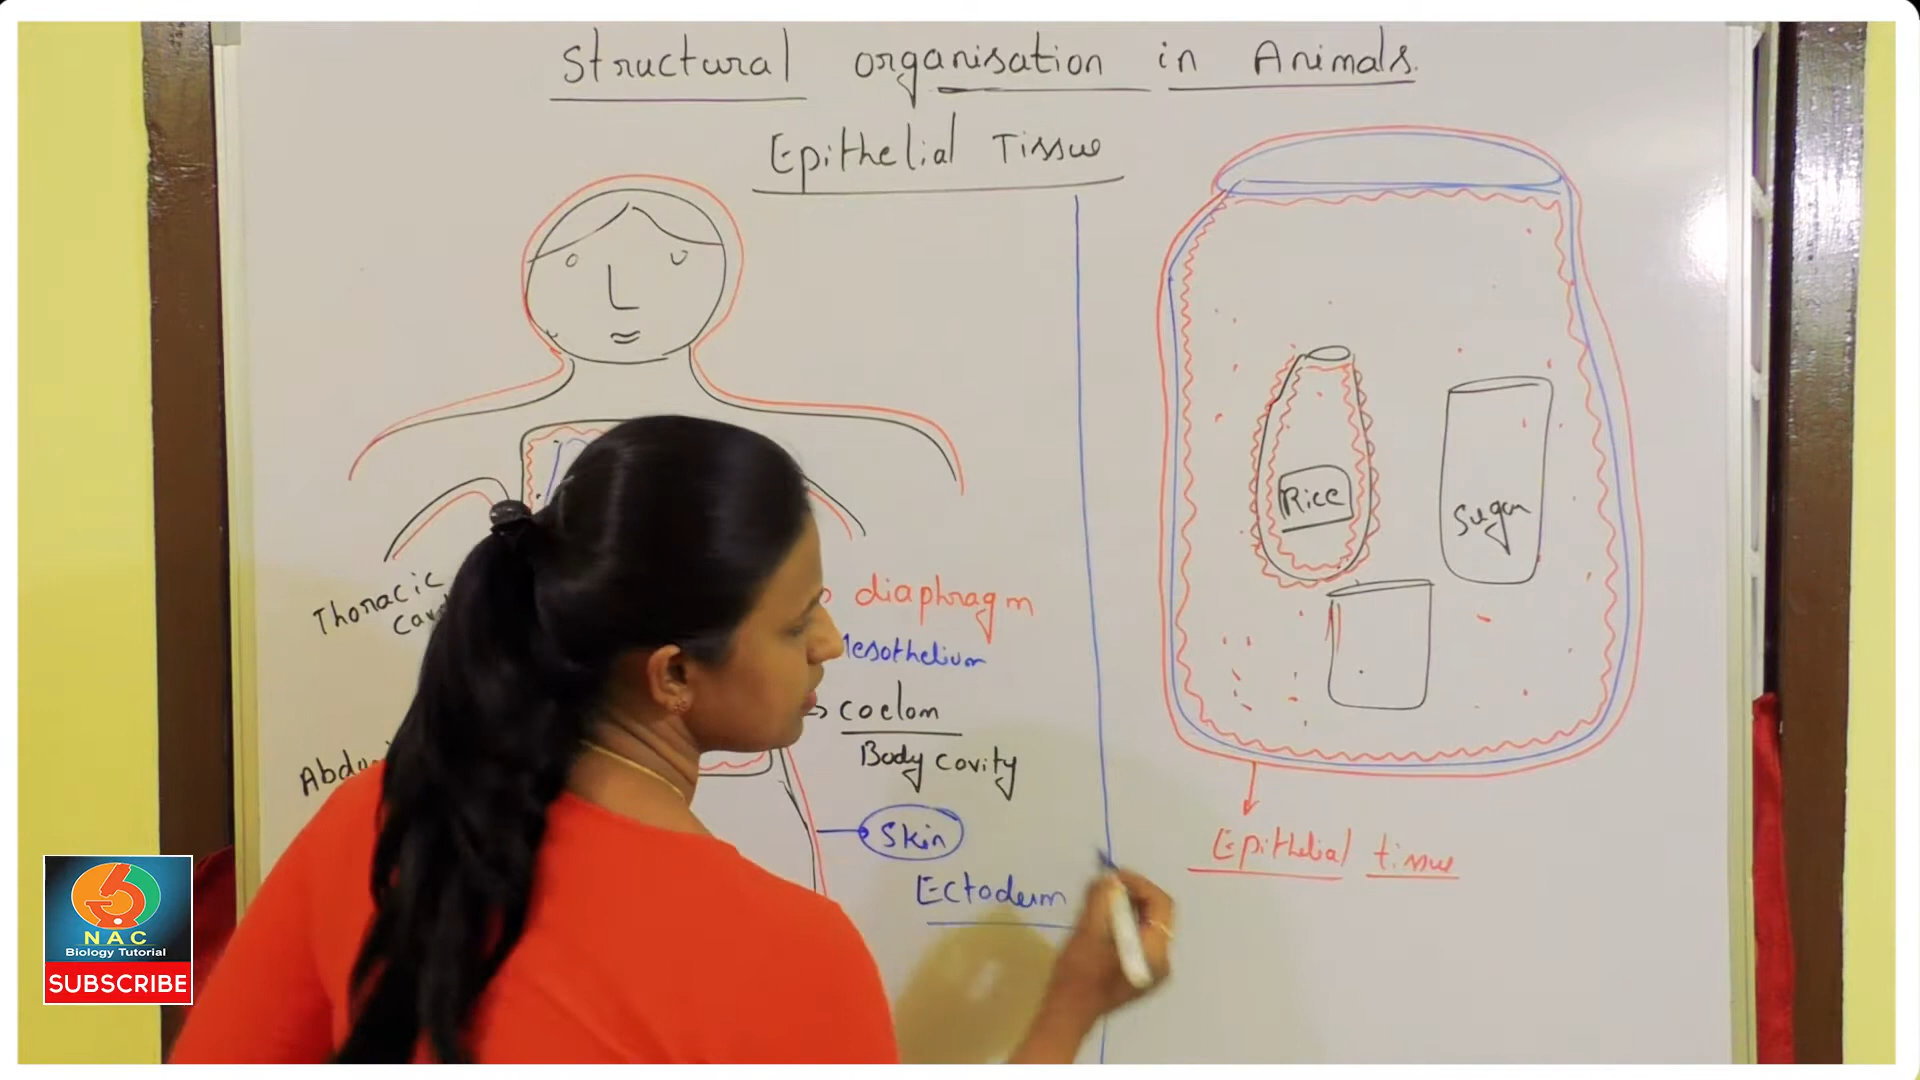 Structural organisation in Animals.
Epithelial Tissue
Rice
Sugar
Thoracic
diaphragm
Mesothelium
coelom
Body cavity
Skin
Ectoderm
Epithelial tissue
NAC
Biology Tutorial
SUBSCRIBE